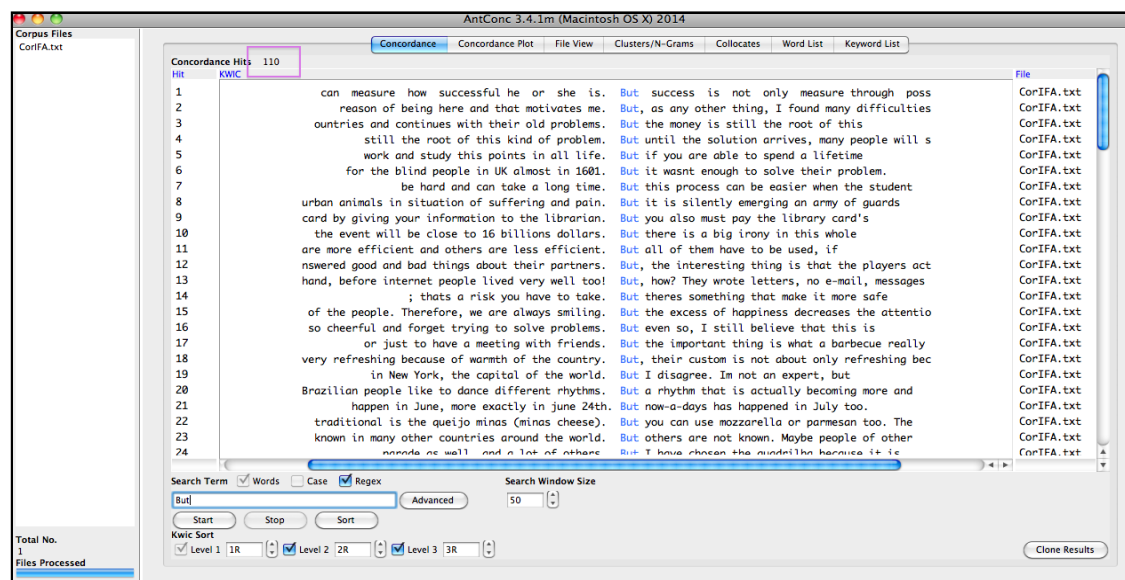 AntConc 3.4.1m (Macintosh OS X) 2014
Corpus Files
CorIFA.txt
Concordance Concordance Plot File View Clusters/N-Grams Collocates Word List Keyword List
Concordance Hits 110
Hit KWIC File
1 can measure how successful he or she is. But success is not only measure through poss CorIFA.txt
2 reason of being here and that motivates me. But, as any other thing, I found many difficulties CorIFA.txt
3 ountries and continues with their old problems. But the money is still the root of this CorIFA.txt
4 still the root of this kind of problem. But until the solution arrives, many people will s CorIFA.txt
5 work and study this points in all life. But if you are able to spend a lifetime CorIFA.txt
6 for the blind people in UK almost in 1601. But it wasnt enough to solve their problem. CorIFA.txt
7 be hard and can take a long time. But this process can be easier when the student CorIFA.txt
8 urban animals in situation of suffering and pain. But it is silently emerging an army of guards CorIFA.txt
9 card by giving your information to the librarian. But you also must pay the library card's CorIFA.txt
10 the event will be close to 16 billions dollars. But there is a big irony in this whole CorIFA.txt
11 are more efficient and others are less efficient. But all of them have to be used, if CorIFA.txt
12 nswered good and bad things about their partners. But, the interesting thing is that the players act CorIFA.txt
13 hand, before internet people lived very well too! But, how? They wrote letters, no e-mail, messages CorIFA.txt
14 ; thats a risk you have to take. But theres something that make it more safe CorIFA.txt
15 of the people. Therefore, we are always smiling. But the excess of happiness decreases the attentio CorIFA.txt
16 so cheerful and forget trying to solve problems. But even so, I still believe that this is CorIFA.txt
17 or just to have a meeting with friends. But the important thing is what a barbecue really CorIFA.txt
18 very refreshing because of warmth of the country. But, their custom is not about only refreshing bec CorIFA.txt
19 in New York, the capital of the world. But I disagree. Im not an expert, but CorIFA.txt
20 Brazilian people like to dance different rhythms. But a rhythm that is actually becoming more and CorIFA.txt
21 happen in June, more exactly in june 24th. But now-a-days has happened in July too. CorIFA.txt
22 traditional is the queijo minas (minas cheese). But you can use mozzarella or parmesan too. The CorIFA.txt
23 known in many other countries around the world. But others are not known. Maybe people of other CorIFA.txt
24 parade as well, and a lot of others. But I have chosen the quadrilha because it is CorIFA.txt
Search Term Words Case Regex Search Window Size
But Advanced 50
Start Stop Sort
Kwic Sort
Level 1 1R Level 2 2R Level 3 3R Clone Results
Total No.
1
Files Processed